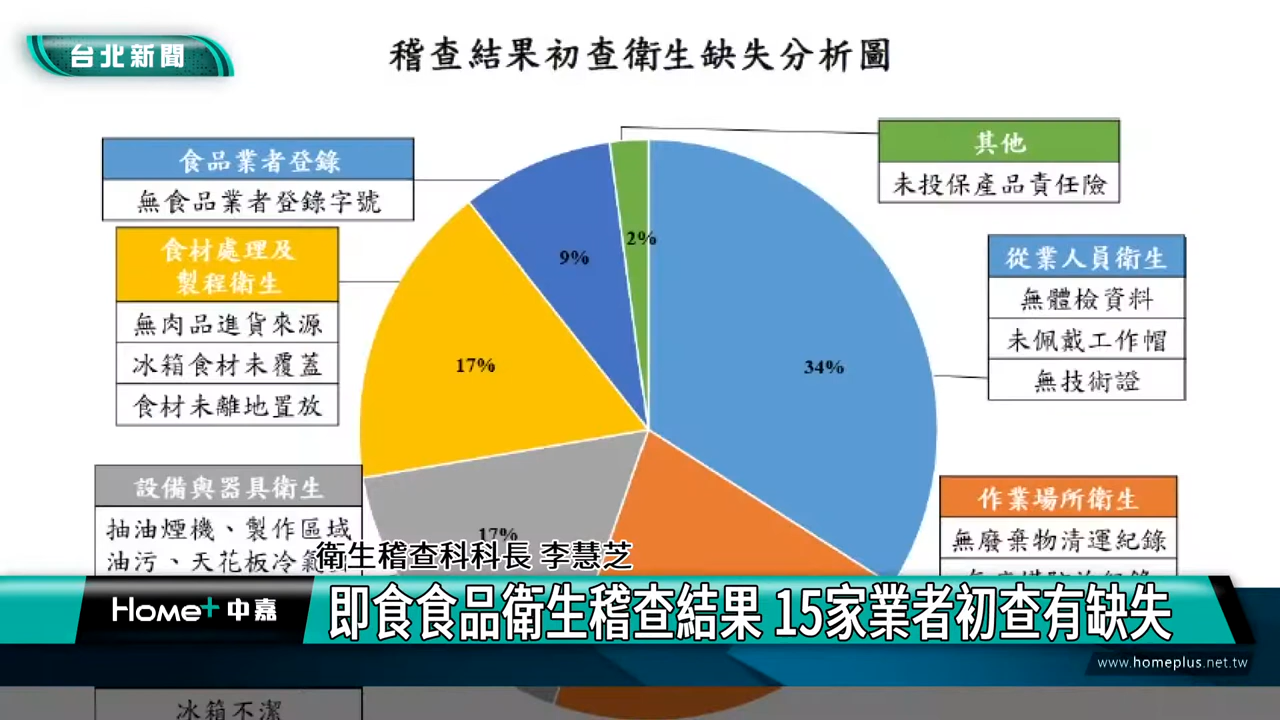 台北新聞
稽查結果初查衛生缺失分析圖
食品業者登錄
無食品業者登錄字號
食材處理及
製程衛生
無肉品進貨來源
冰箱食材未覆蓋
食材未離地置放
設備與器具衛生
抽油煙機、製作區域
油污、天花板冷氣
冰箱不潔
9%
2%
17%
34%
17%
其他
未投保產品責任險
從業人員衛生
無體檢資料
未佩戴工作帽
無技術證
作業場所衛生
無廢棄物清運紀錄
衛生稽查科科長 李慧芝
Home+ 中嘉
即食食品衛生稽查結果 15家業者初查有缺失
www.homeplus.net.tw